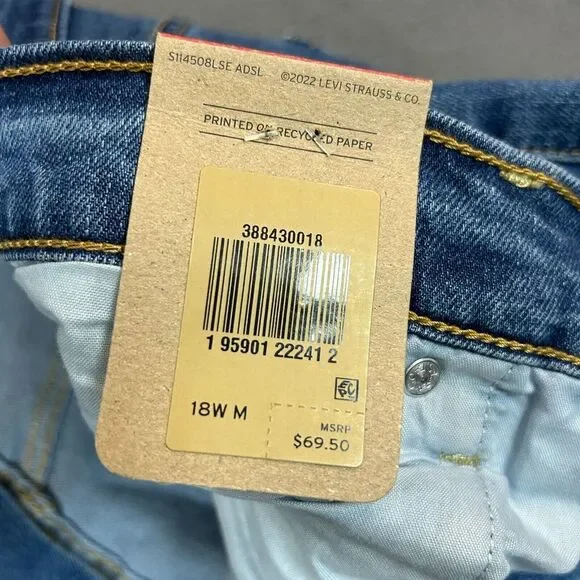 S114508LSE ADSL ©2022 LEVI STRAUSS & CO.
PRINTED ON RECYCLED PAPER
388430018
1 95901 22241 2
18W M
MSRP
$69.50